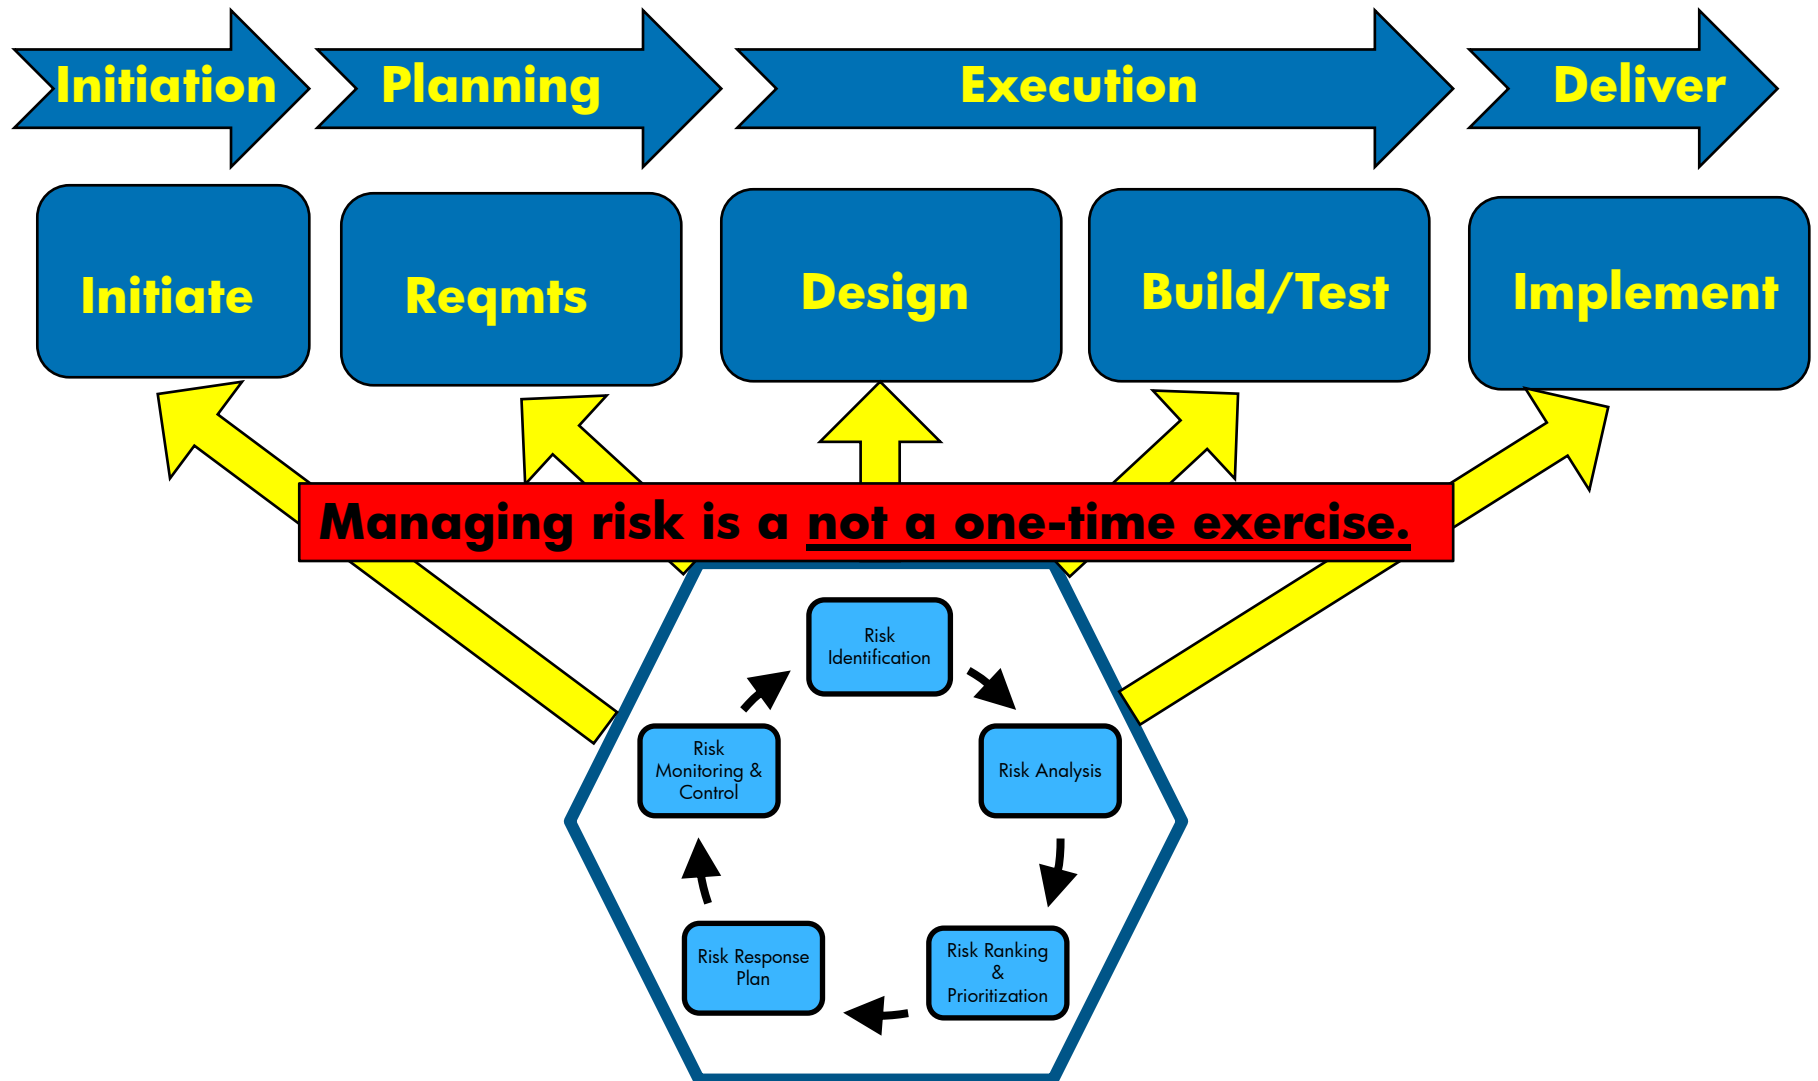 Initiation
Planning
Execution
Deliver
Initiate
Reqmts
Design
Build/Test
Implement
Managing risk is a not a one-time exercise.
Risk
Identification
Risk Analysis
Risk Ranking
&
Prioritization
Risk Response
Plan
Risk
Monitoring &
Control